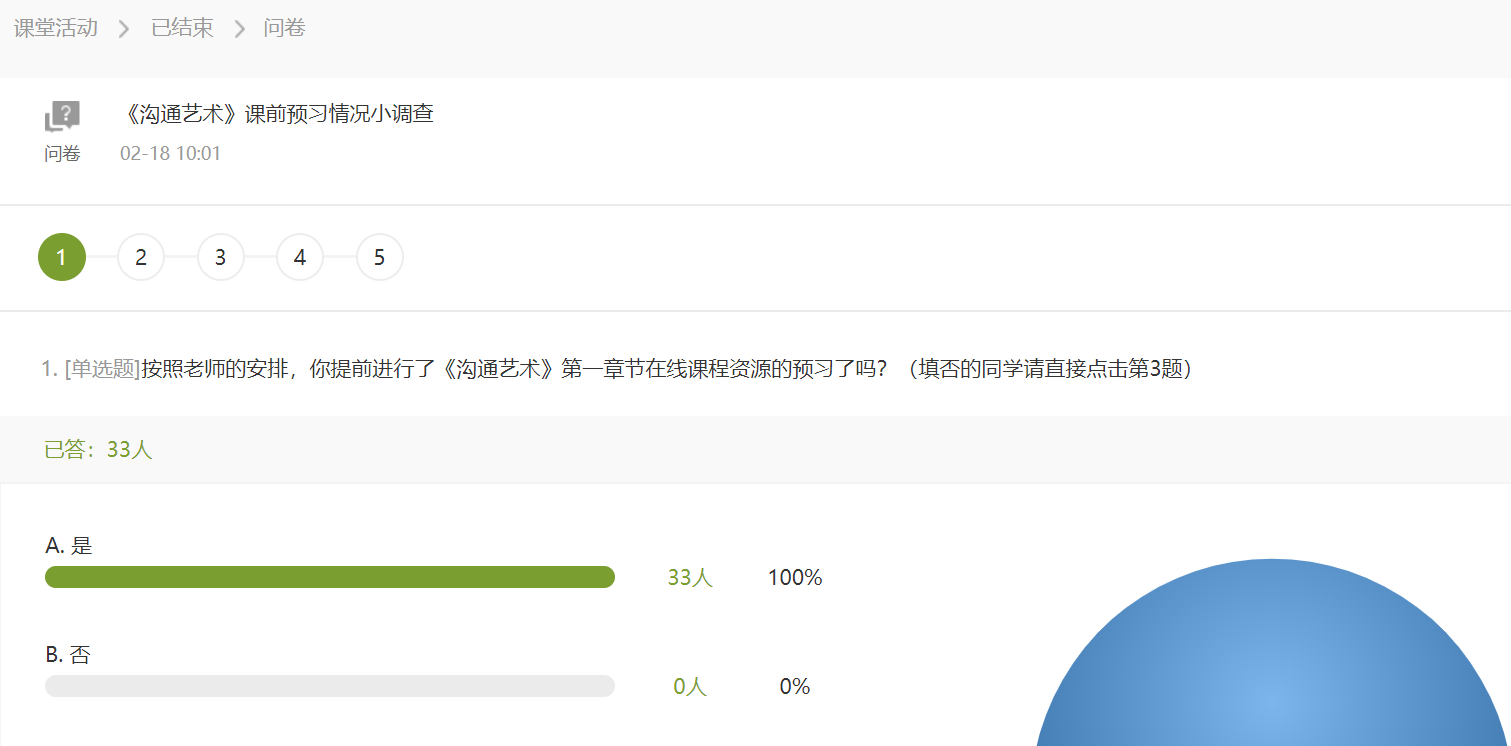 课堂活动 > 已结束 > 问卷
?
《沟通艺术》课前预习情况小调查
问卷 02-18 10:01
1 2 3 4 5
1. [单选题]按照老师的安排，你提前进行了《沟通艺术》第一章节在线课程资源的预习了吗？（填否的同学请直接点击第3题）
已答：33人
A. 是
33人 100%
B. 否
0人 0%